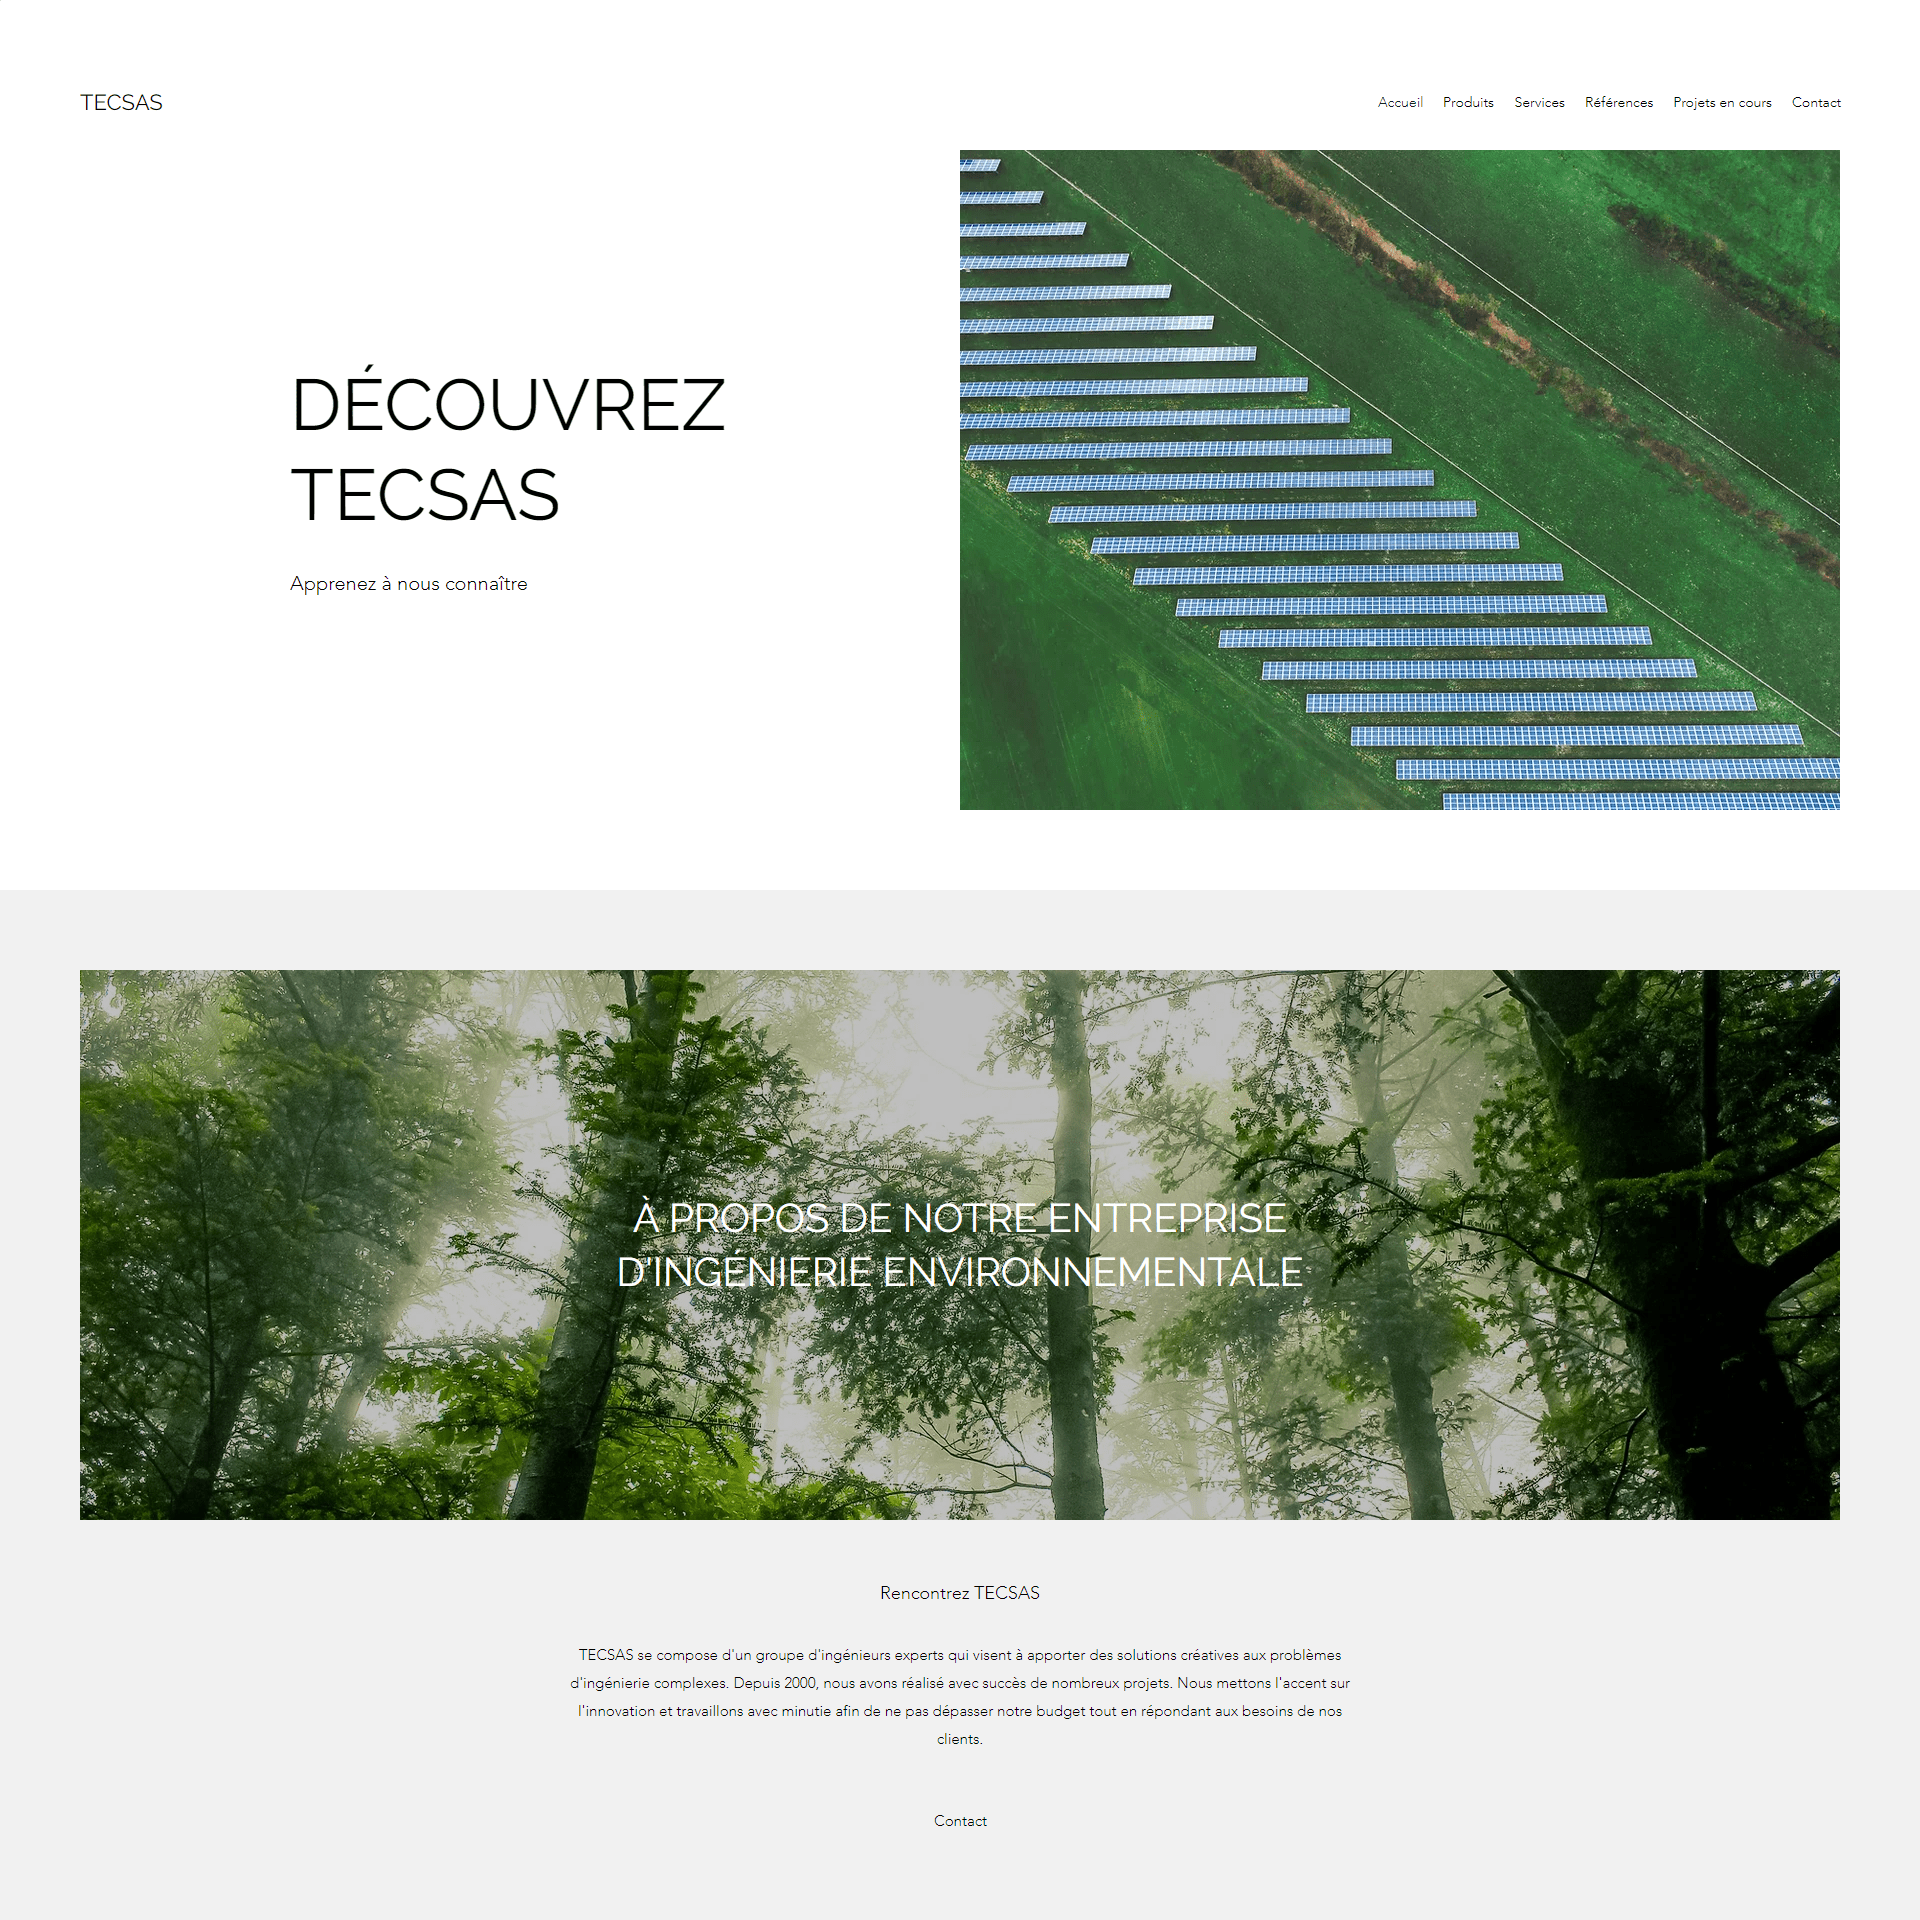 TECSAS
Accueil Produits Services Références Projets en cours Contact
DÉCOUVREZ
TECSAS
Apprenez à nous connaître
À PROPOS DE NOTRE ENTREPRISE
D'INGÉNIERIE ENVIRONNEMENTALE
Rencontrez TECSAS
TECSAS se compose d'un groupe d'ingénieurs experts qui visent à apporter des solutions créatives aux problèmes
d'ingénierie complexes. Depuis 2000, nous avons réalisé avec succès de nombreux projets. Nous mettons l'accent sur
l'innovation et travaillons avec minutie afin de ne pas dépasser notre budget tout en répondant aux besoins de nos
clients.
Contact